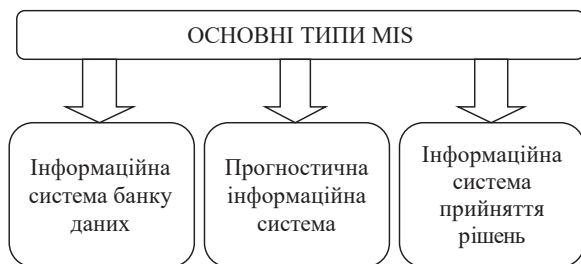 ОСНОВНІ ТИПИ MIS
Інформаційна
система банку
даних
Прогностична
інформаційна
система
Інформаційна
система
прийняття
рішень